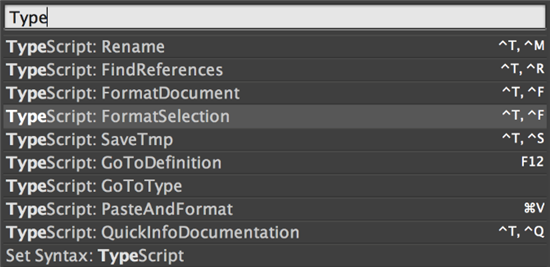 Type
TypeScript: Rename ^T, ^M
TypeScript: FindReferences ^T, ^R
TypeScript: FormatDocument ^T, ^F
TypeScript: FormatSelection ^T, ^F
TypeScript: SaveTmp ^T, ^S
TypeScript: GoToDefinition F12
TypeScript: GoToType
TypeScript: PasteAndFormat ⌘V
TypeScript: QuickInfoDocumentation ^T, ^Q
Set Syntax: TypeScript